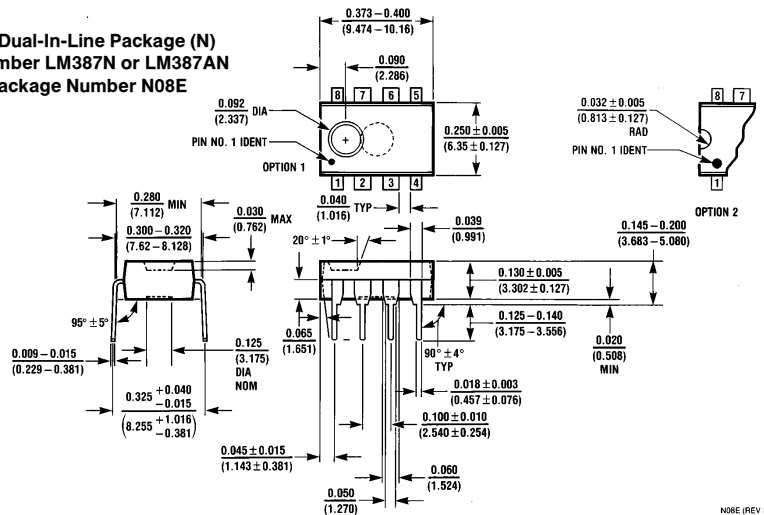 Dual-In-Line Package (N)
mber LM387N or LM387AN
ackage Number N08E
0.373 – 0.400
(9.474 – 10.16)
0.090
(2.286)
8 7 6 5
0.092
(2.337)
DIA
PIN NO. 1 IDENT
OPTION 1
+
1 2 3 4
0.250 ± 0.005
(6.35 ± 0.127)
0.032 ± 0.005
(0.813 ± 0.127)
RAD
PIN NO. 1 IDENT
8 7
1
OPTION 2
0.280
(7.112)
MIN
0.300 – 0.320
(7.62 – 8.128)
0.030
(0.762)
MAX
0.040
(1.016)
TYP
0.039
(0.991)
0.145 – 0.200
(3.683 – 5.080)
20° ± 1°
0.130 ± 0.005
(3.302 ± 0.127)
0.125 – 0.140
(3.175 – 3.556)
0.020
(0.508)
MIN
95° ± 5°
0.065
(1.651)
90° ± 4°
TYP
0.009 – 0.015
(0.229 – 0.381)
0.125
(3.175)
DIA
NOM
0.018 ± 0.003
(0.457 ± 0.076)
0.325 +0.040 −0.015
(8.255 +1.016 −0.381)
0.100 ± 0.010
(2.540 ± 0.254)
0.045 ± 0.015
(1.143 ± 0.381)
0.060
(1.524)
0.050
(1.270)
N08E (REV